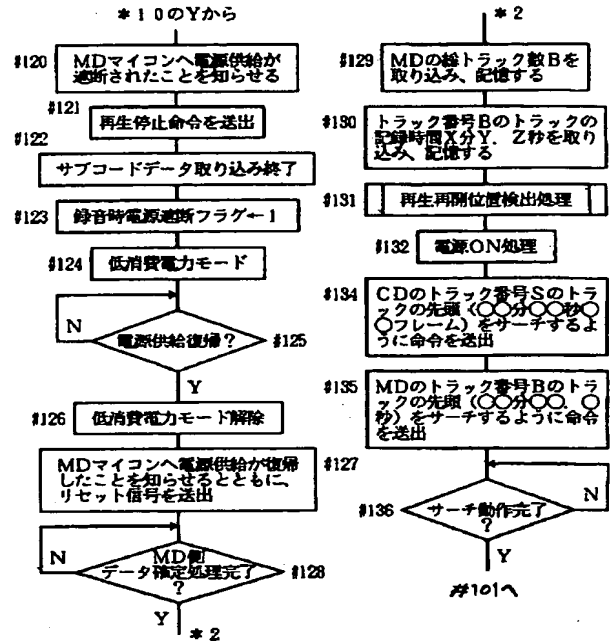 *10のYから
#120
MDマイコンへ電源供給が
遮断されたことを知らせる
#121
再生停止命令を送出
#122
サブコードデータ取り込み終了
#123
録音時電源遮断フラグ←1
#124
低消費電力モード
N
電源供給復帰?
#125
Y
#126
低消費電力モード解除
#127
MDマイコンへ電源供給が復帰
したことを知らせるとともに、
リセット信号を送出
N
MD側
データ確定処理完了
?
#128
Y
*2
*2
#129
MDの総トラック数Bを
取り込み、記憶する
#130
トラック番号Bのトラックの
記録時間X分Y.Z秒を取り
込み、記憶する
#131
再生再開位置検出処理
#132
電源ON処理
#134
CDのトラック番号Sのトラ
ックの先頭(○○分○○秒○
○フレーム)をサーチするよ
うに命令を送出
#135
MDのトラック番号Bのトラ
ックの先頭(○○分○○.○
秒)をサーチするように命令
を送出
N
#136
サーチ動作完了
?
Y
#101へ